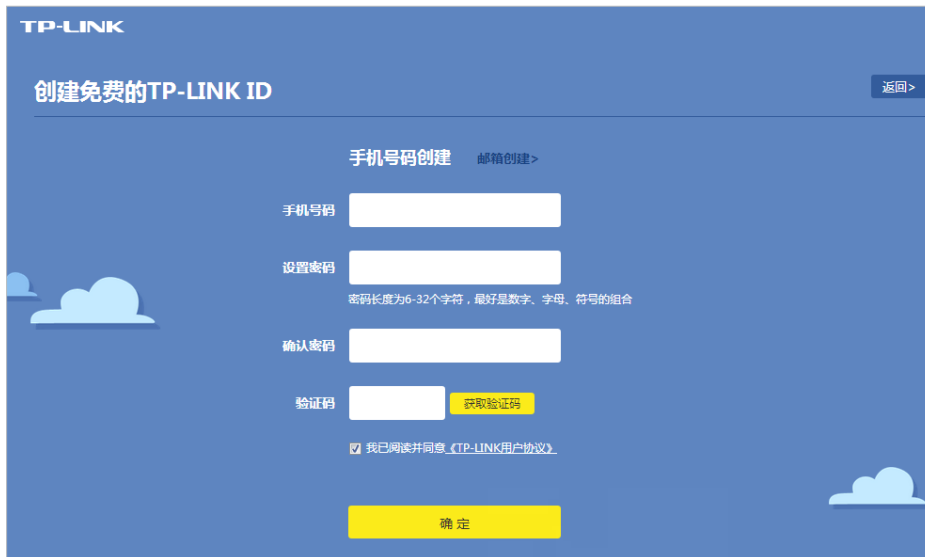 TP-LINK
创建免费的TP-LINK ID
返回>
手机号码创建 邮箱创建>
手机号码
设置密码
密码长度为6-32个字符，最好是数字、字母、符号的组合
确认密码
验证码 获取验证码
我已阅读并同意《TP-LINK用户协议》
确 定